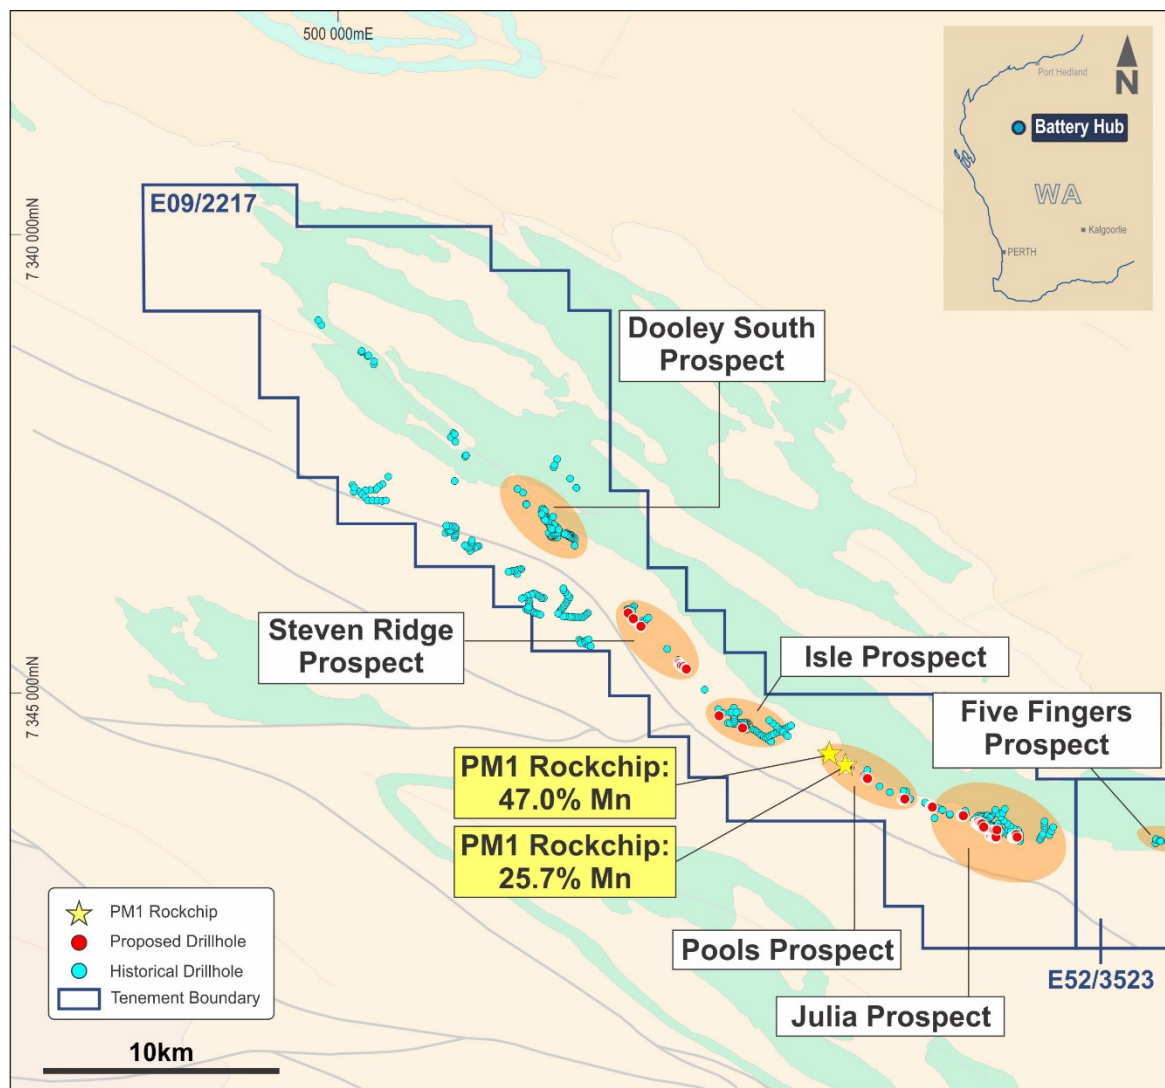 500 000mE
Port Hedland
N
Battery Hub
WA
Kalgoorlie
PERTH
E09/2217
7 340 000mN
Dooley South
Prospect
Steven Ridge
Prospect
Isle Prospect
7 345 000mN
Five Fingers
Prospect
PM1 Rockchip:
47.0% Mn
PM1 Rockchip:
25.7% Mn
Pools Prospect
E52/3523
Julia Prospect
PM1 Rockchip
Proposed Drillhole
Historical Drillhole
Tenement Boundary
10km